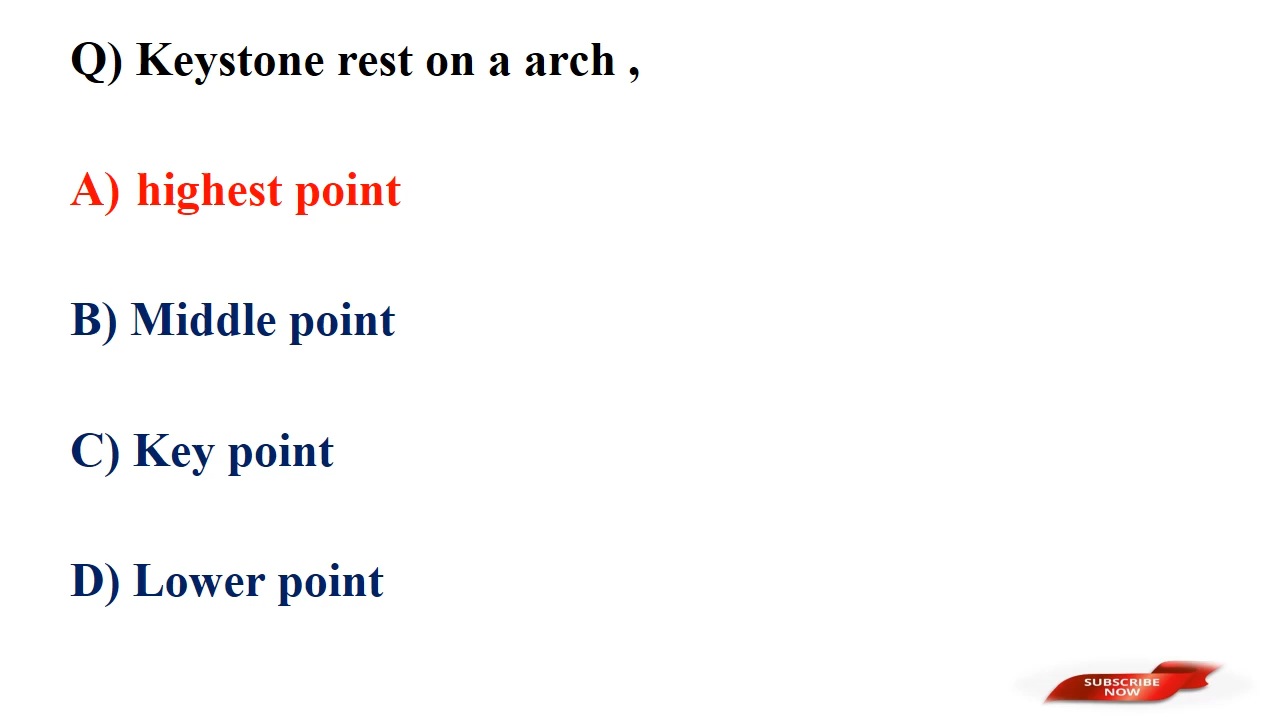 Q) Keystone rest on a arch ,
A) highest point
B) Middle point
C) Key point
D) Lower point
SUBSCRIBE
NOW